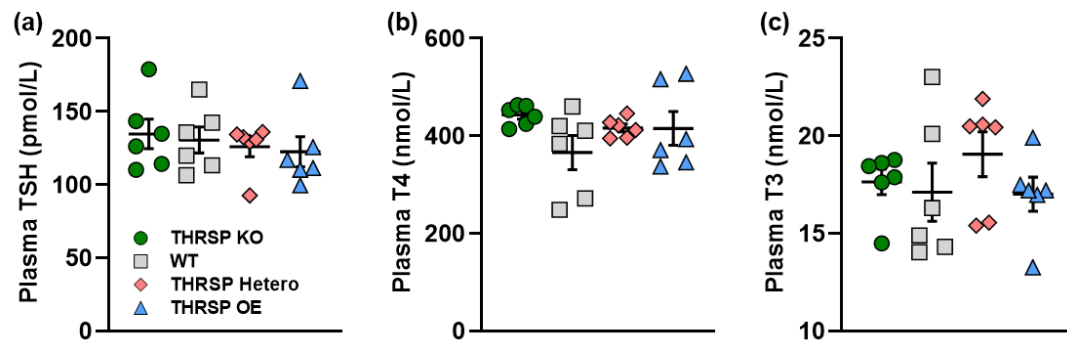 (a)
Plasma TSH (pmol/L)
200
150
100
50
0
THRSP KO
WT
THRSP Hetero
THRSP OE
(b)
Plasma T4 (nmol/L)
600
400
200
0
(c)
Plasma T3 (nmol/L)
25
20
15
10